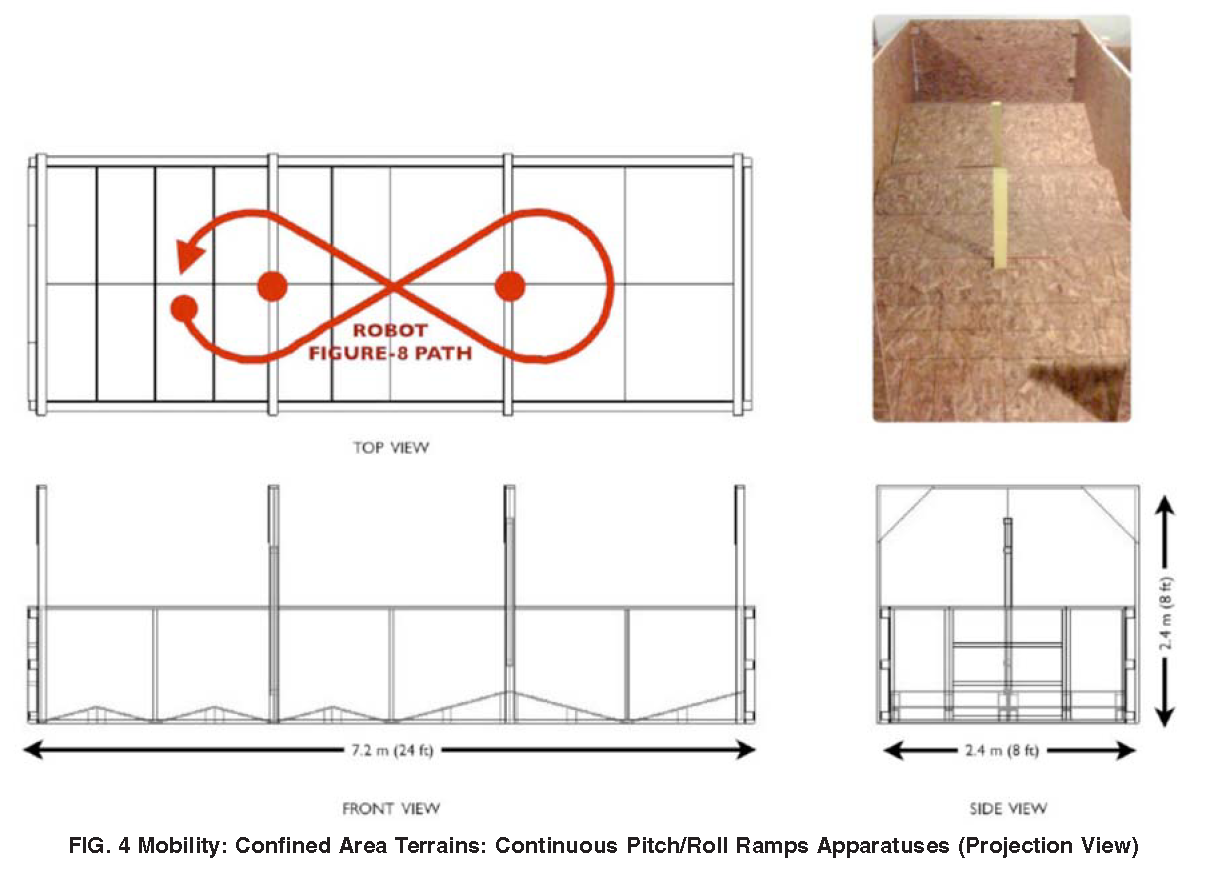 ROBOT
FIGURE-8 PATH
TOP VIEW
7.2 m (24 ft)
2.4 m (8 ft)
2.4 m (8 ft)
FRONT VIEW
SIDE VIEW
FIG. 4 Mobility: Confined Area Terrains: Continuous Pitch/Roll Ramps Apparatuses (Projection View)